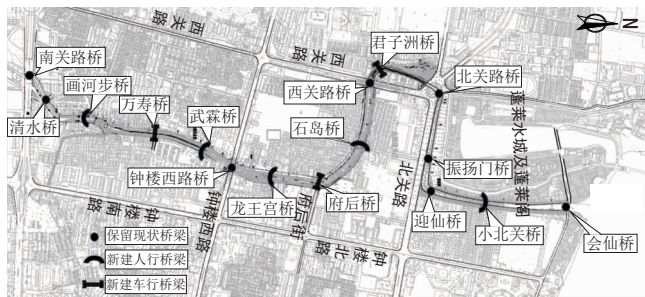 N
君子洲桥
西关路
西关路
南关路桥
画河步桥
万寿桥
武霖桥
西关路桥
北关路桥
清水桥
石岛桥
蓬莱水城及蓬莱阁
钟楼西路桥
北关路
振扬门桥
龙王宫桥
府后街
府后桥
迎仙桥
小北关桥
会仙桥
钟楼南路
钟楼西路
钟楼北路
保留现状桥梁
新建人行桥梁
新建车行桥梁